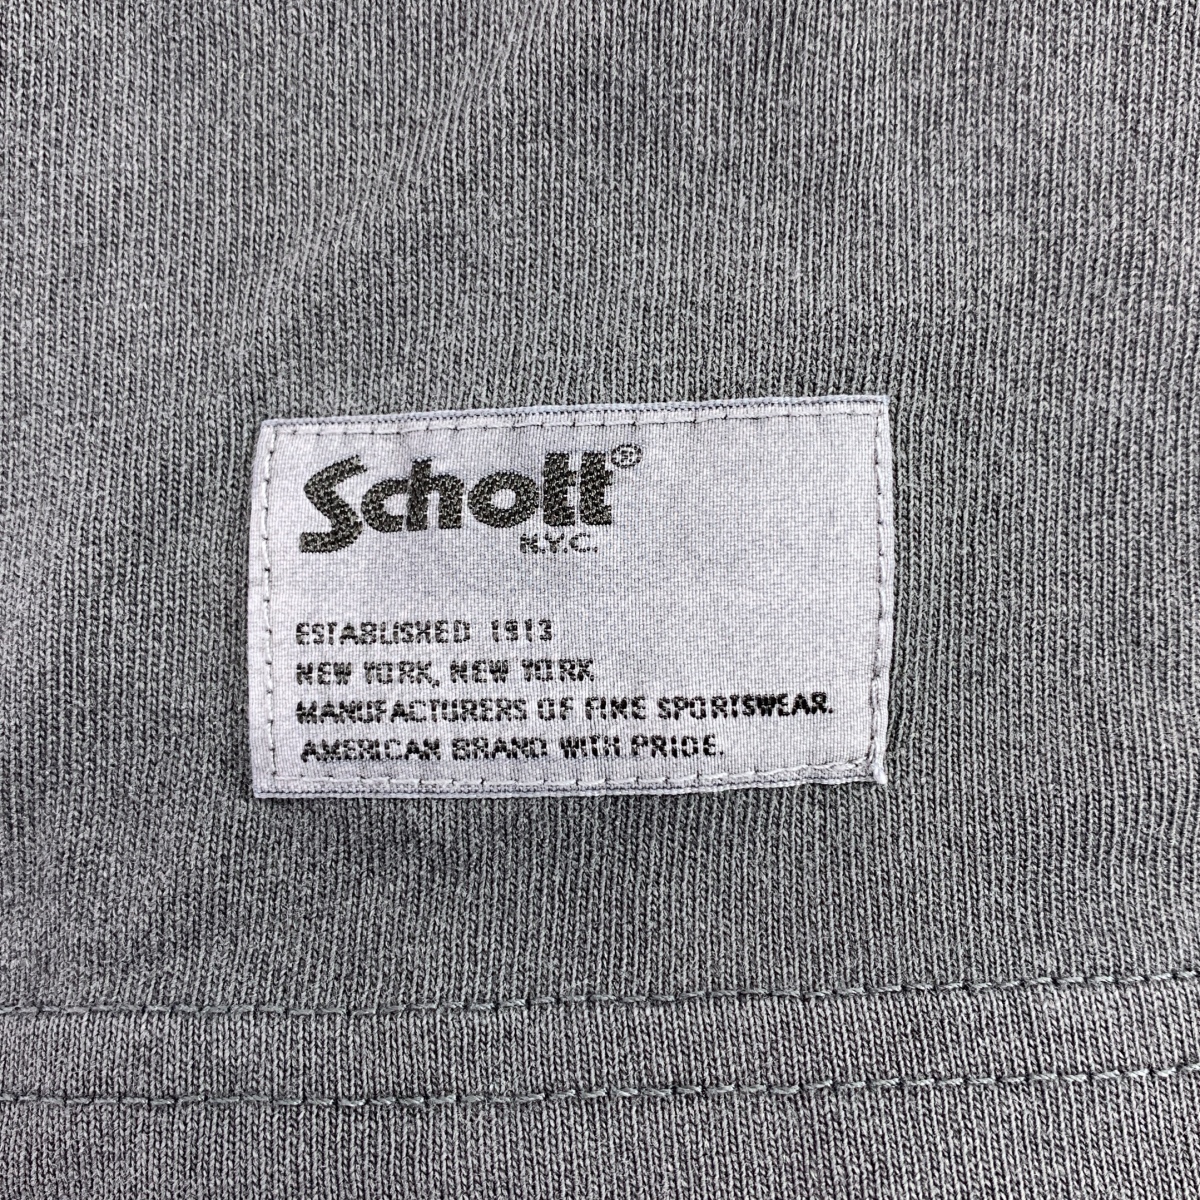 Schott®
N.Y.C.
ESTABLISHED 1913
NEW YORK, NEW YORK
MANUFACTURERS OF FINE SPORTSWEAR.
AMERICAN BRAND WITH PRIDE.